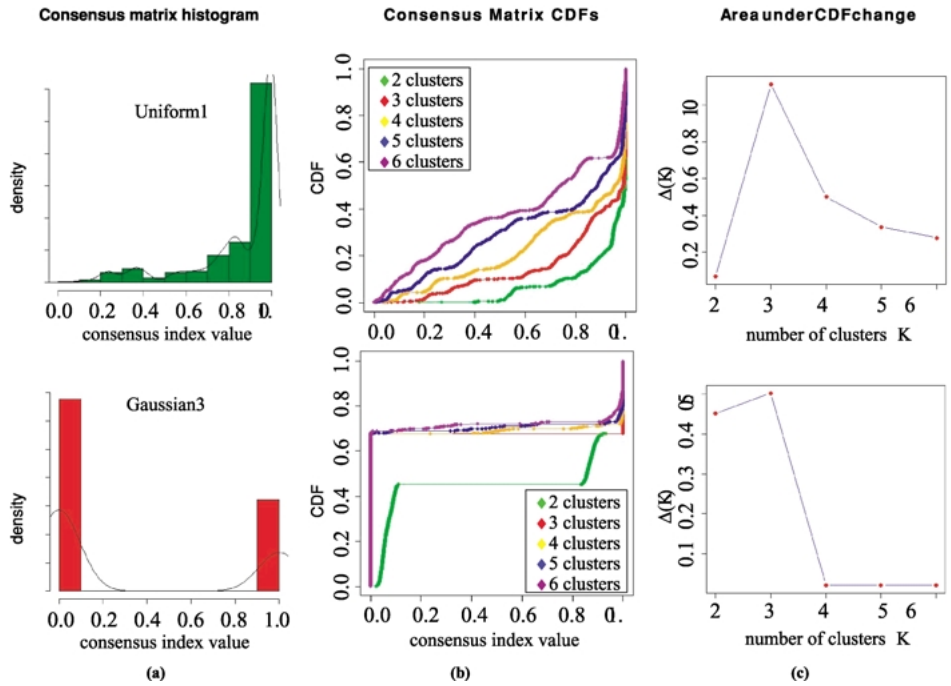 Consensus matrix histogram
Consensus Matrix CDFs
Area under CDF change
Uniform1
density
0.0 0.2 0.4 0.6 0.8 1.
consensus index value
CDF
0.0 0.2 0.4 0.6 0.8 1.0
2 clusters
3 clusters
4 clusters
5 clusters
6 clusters
0.0 0.2 0.4 0.6 0.8 1.
consensus index value
Δ(K)
0.2 0.4 0.6 0.8 10
2 3 4 5 6
number of clusters K
Gaussian3
density
0.0 0.2 0.4 0.6 0.8 1.0
consensus index value
CDF
0.0 0.2 0.4 0.6 0.8 1.0
2 clusters
3 clusters
4 clusters
5 clusters
6 clusters
0.0 0.2 0.4 0.6 0.8 1.
consensus index value
Δ(K)
0.1 0.2 0.3 0.4 05
2 3 4 5 6
number of clusters K
(a)
(b)
(c)